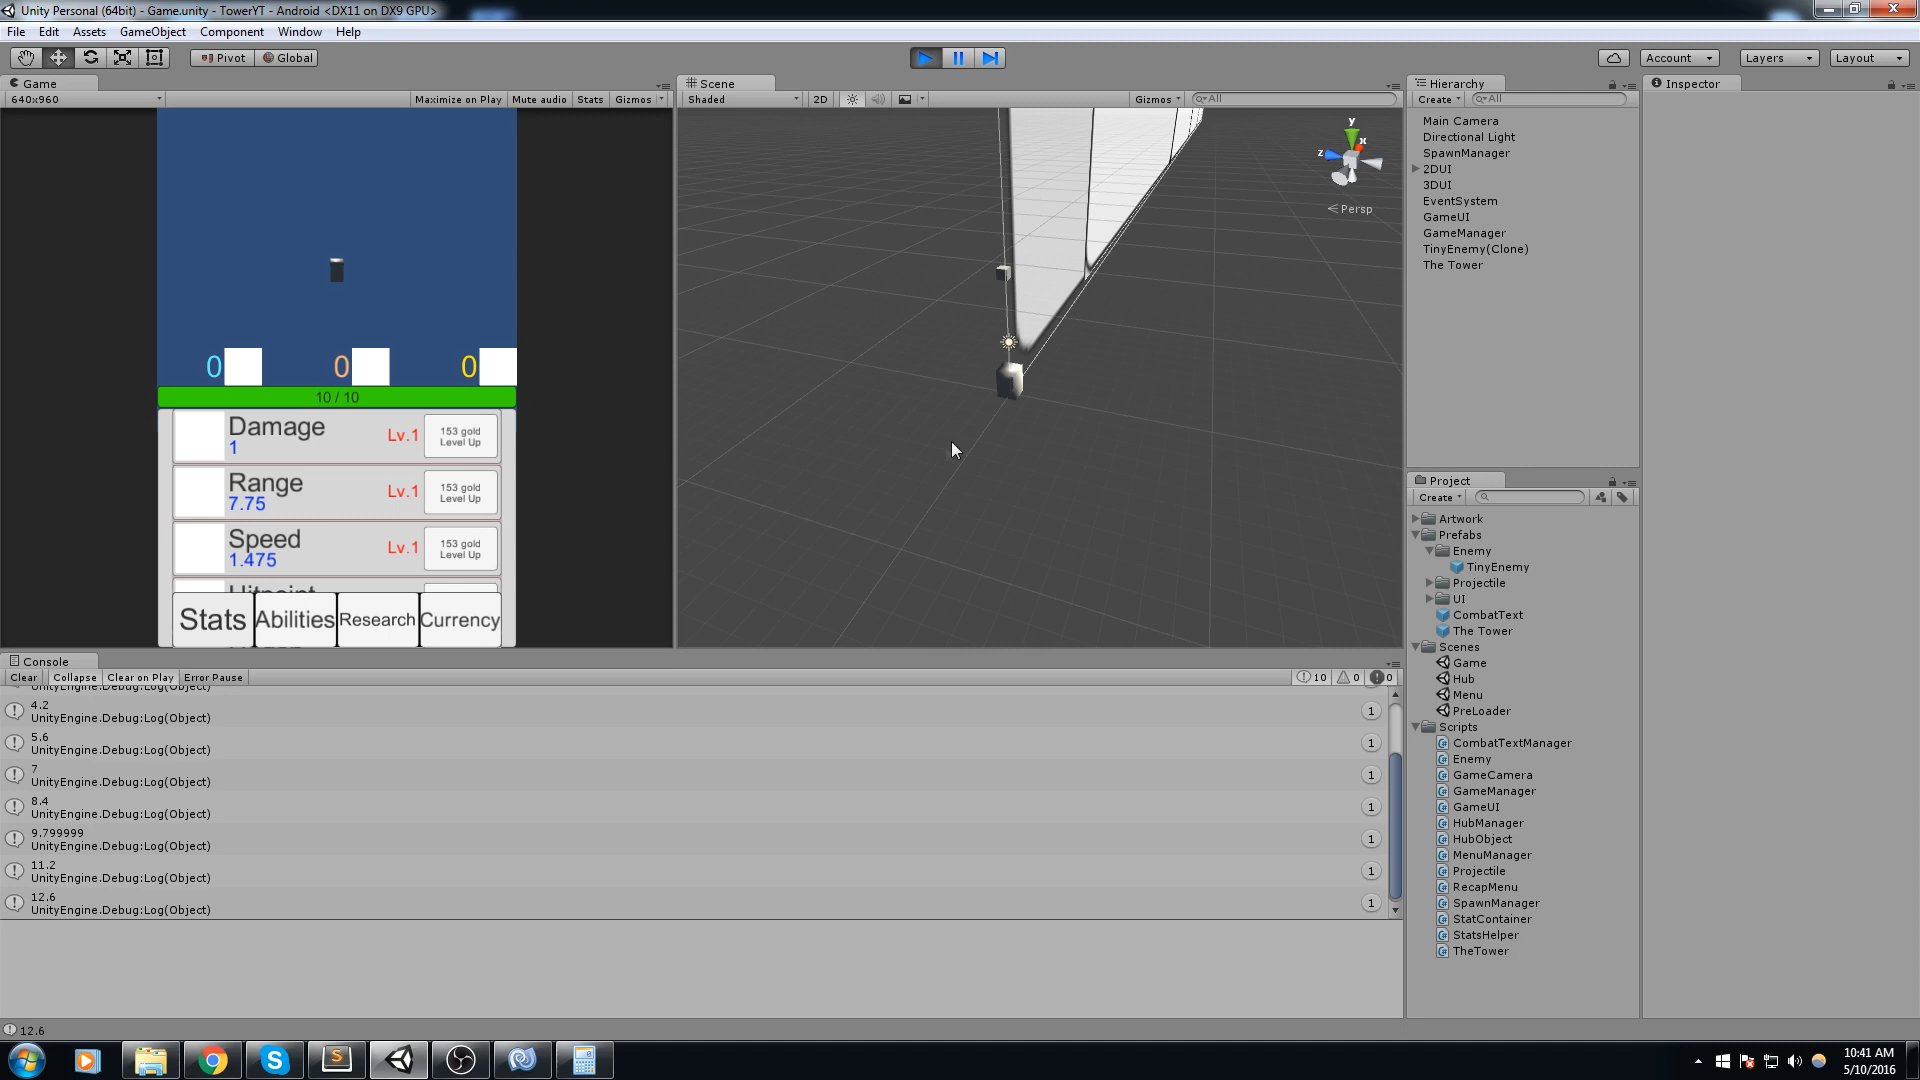 Unity Personal (64bit) - Game.unity - TowerYT - Android <DX11 on DX9 GPU>
File Edit Assets GameObject Component Window Help
Pivot Global Account Layers Layout
Game
640x960 Maximize on Play Mute audio Stats Gizmos
0 0 0
10 / 10
Damage
1
Lv.1
153 gold
Level Up
Range
7.75
Lv.1
153 gold
Level Up
Speed
1.475
Lv.1
153 gold
Level Up
Hitpoint
Stats Abilities Research Currency
Scene
Shaded 2D Gizmos All
y
x
z
Persp
Hierarchy
Create All
Main Camera
Directional Light
SpawnManager
2DUI
3DUI
EventSystem
GameUI
GameManager
TinyEnemy(Clone)
The Tower
Inspector
Project
Create
Artwork
Prefabs
Enemy
TinyEnemy
Projectile
UI
CombatText
The Tower
Scenes
Game
Hub
Menu
PreLoader
Scripts
CombatTextManager
Enemy
GameCamera
GameManager
GameUI
HubManager
HubObject
MenuManager
Projectile
RecapMenu
SpawnManager
StatContainer
StatsHelper
TheTower
Console
Clear Collapse Clear on Play Error Pause 10 0 0
UnityEngine.Debug:Log(Object)
4.2
UnityEngine.Debug:Log(Object) 1
5.6
UnityEngine.Debug:Log(Object) 1
7
UnityEngine.Debug:Log(Object) 1
8.4
UnityEngine.Debug:Log(Object) 1
9.799999
UnityEngine.Debug:Log(Object) 1
11.2
UnityEngine.Debug:Log(Object) 1
12.6
UnityEngine.Debug:Log(Object) 1
12.6
10:41 AM
5/10/2016